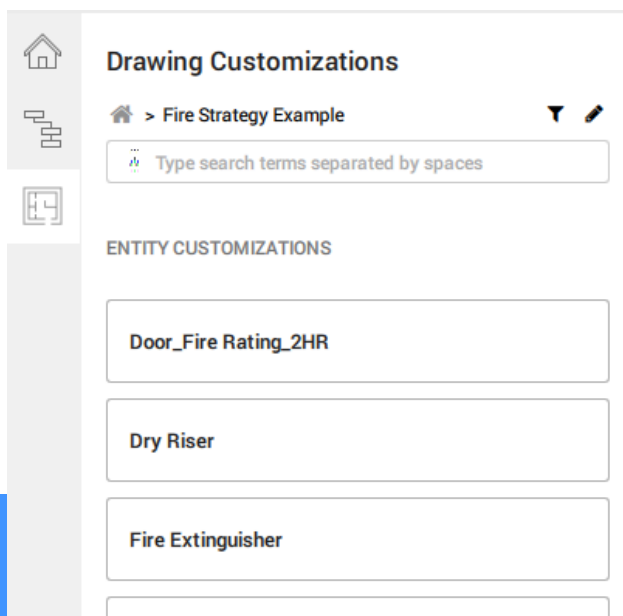 Drawing Customizations
> Fire Strategy Example
Type search terms separated by spaces
ENTITY CUSTOMIZATIONS
Door_Fire Rating_2HR
Dry Riser
Fire Extinguisher